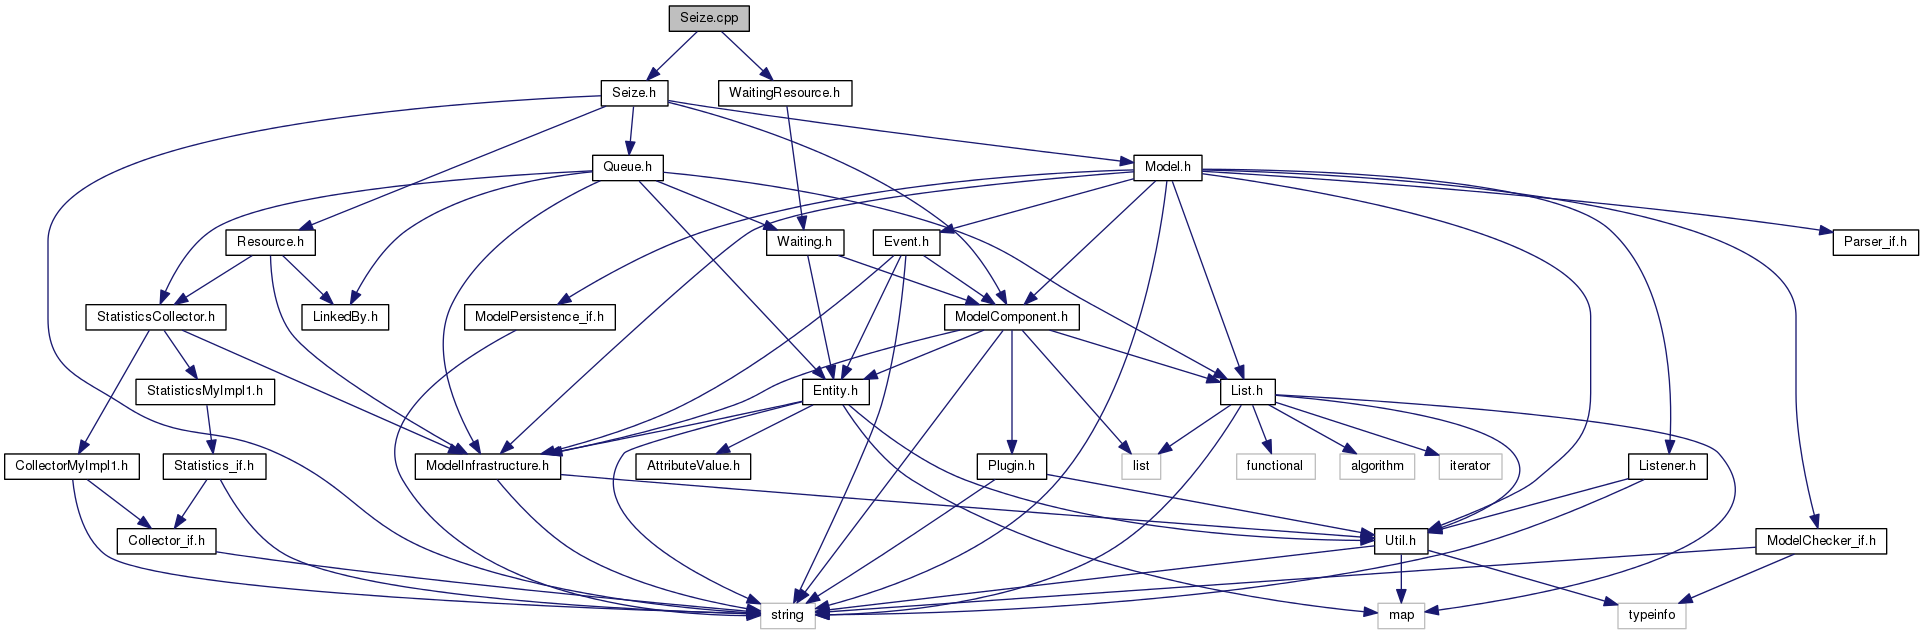 Seize.cpp
Seize.h
WaitingResource.h
Queue.h
Model.h
Resource.h
Waiting.h
Event.h
Parser_if.h
StatisticsCollector.h
LinkedBy.h
ModelPersistence_if.h
ModelComponent.h
StatisticsMyImpl1.h
Entity.h
List.h
CollectorMyImpl1.h
Statistics_if.h
ModelInfrastructure.h
AttributeValue.h
Plugin.h
list
functional
algorithm
iterator
Listener.h
Collector_if.h
Util.h
ModelChecker_if.h
string
map
typeinfo